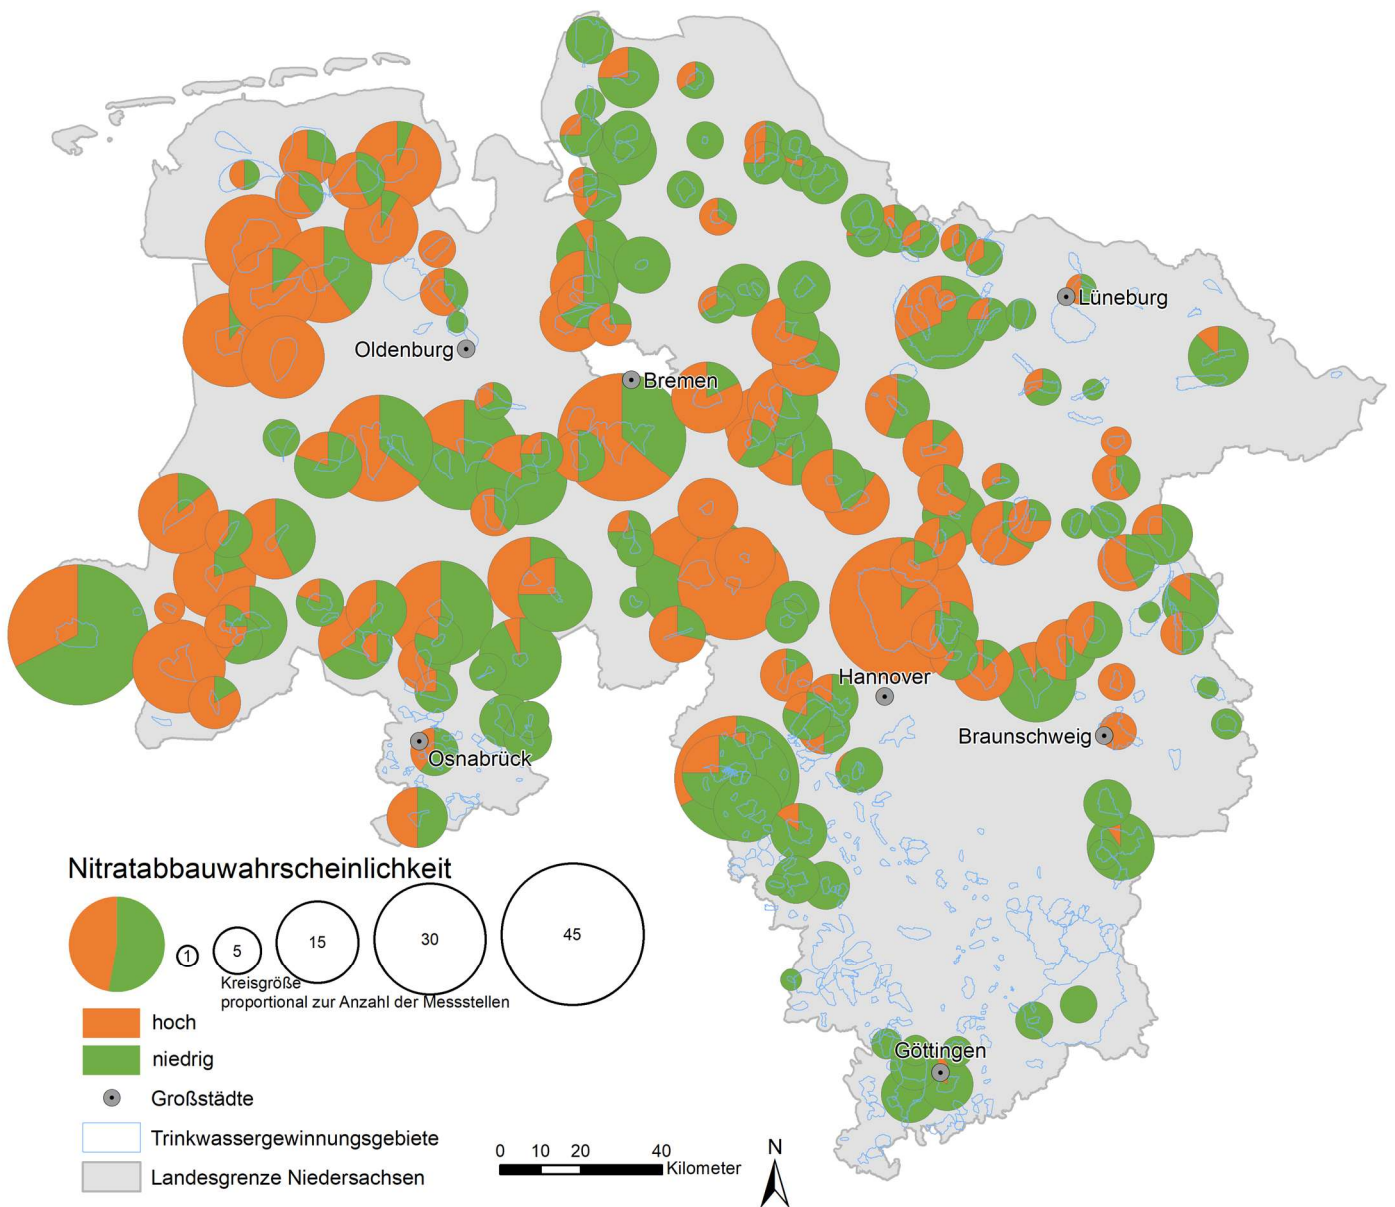 Lüneburg
Oldenburg
Bremen
Hannover
Braunschweig
Osnabrück
Göttingen
Nitratabbauwahrscheinlichkeit
1
5
15
30
45
Kreisgröße
proportional zur Anzahl der Messstellen
hoch
niedrig
Großstädte
Trinkwassergewinnungsgebiete
Landesgrenze Niedersachsen
0 10 20 40
Kilometer
N